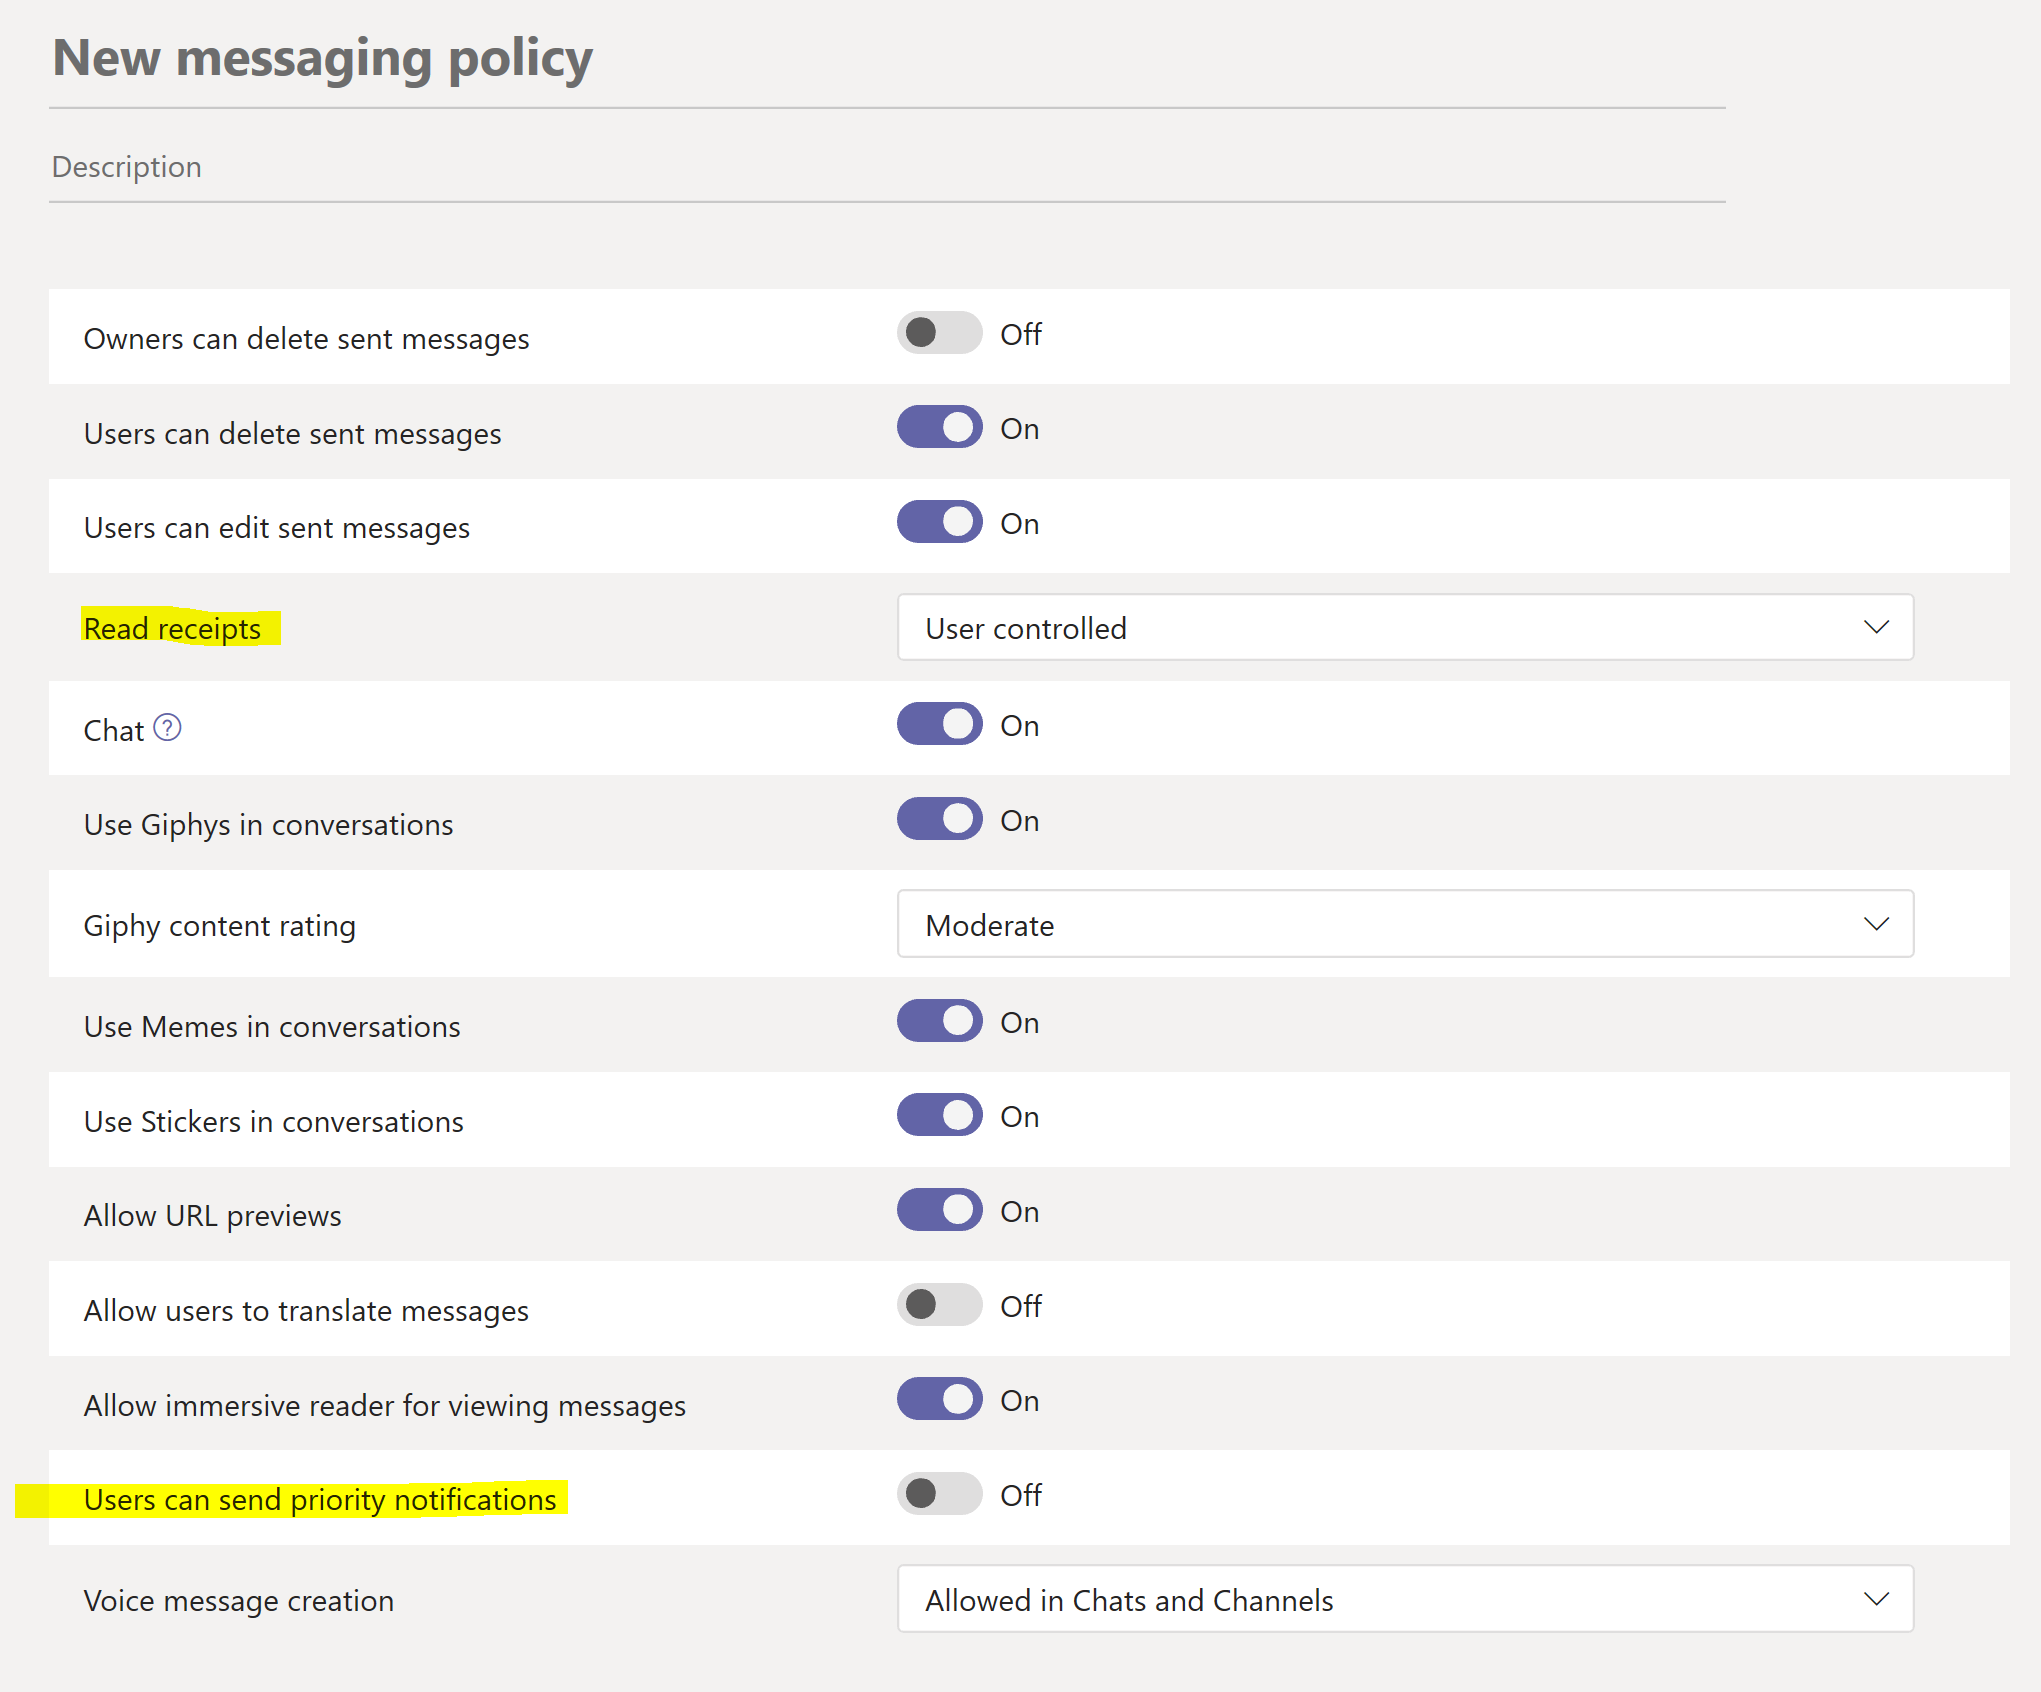 New messaging policy
Description
Owners can delete sent messages Off
Users can delete sent messages On
Users can edit sent messages On
Read receipts User controlled
Chat ? On
Use Giphys in conversations On
Giphy content rating Moderate
Use Memes in conversations On
Use Stickers in conversations On
Allow URL previews On
Allow users to translate messages Off
Allow immersive reader for viewing messages On
Users can send priority notifications Off
Voice message creation Allowed in Chats and Channels